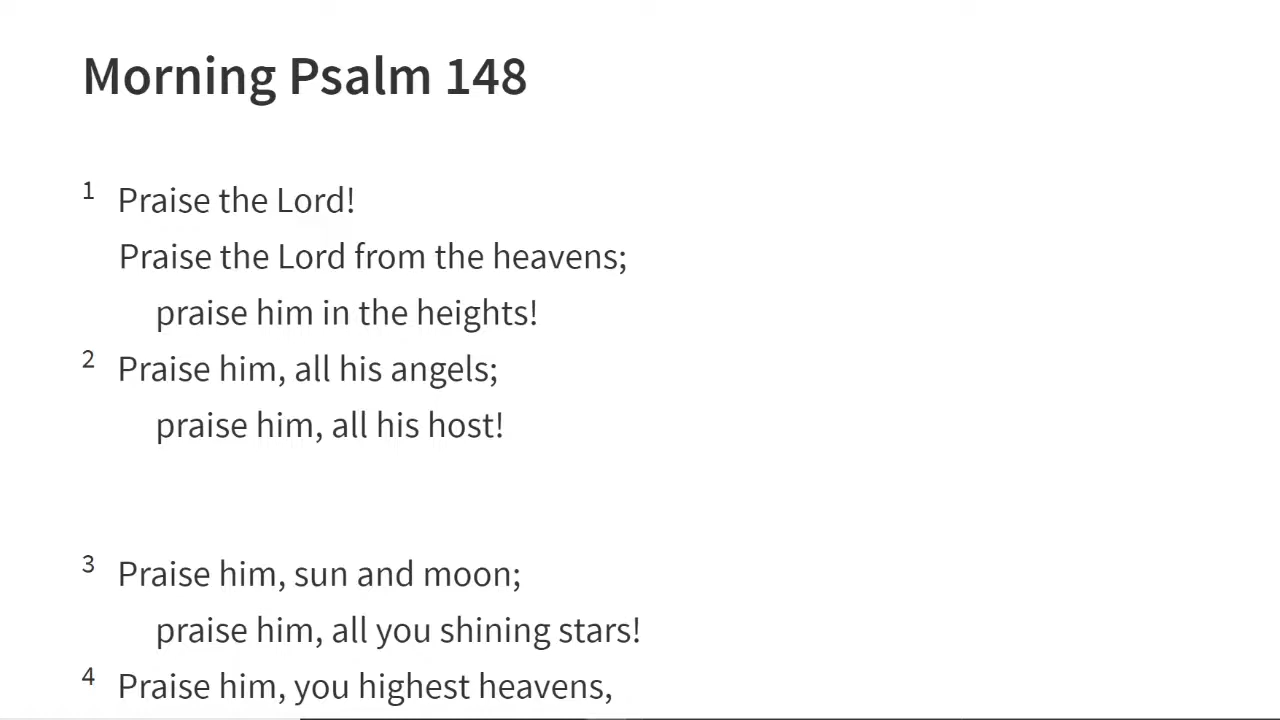 Morning Psalm 148
1 Praise the Lord!
Praise the Lord from the heavens;
praise him in the heights!
2 Praise him, all his angels;
praise him, all his host!
3 Praise him, sun and moon;
praise him, all you shining stars!
4 Praise him, you highest heavens,